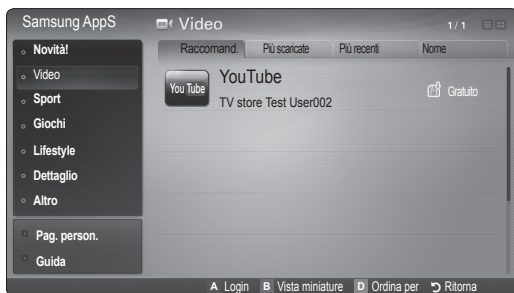 Samsung AppS
Video
1/1
Novità!
Video
Sport
Giochi
Lifestyle
Dettaglio
Altro
Pag. person.
Guida
Raccomand. Più scaricate Più recenti Nome
You Tube
YouTube
TV store Test User002
Gratuito
A Login B Vista miniature D Ordina per Ritorna